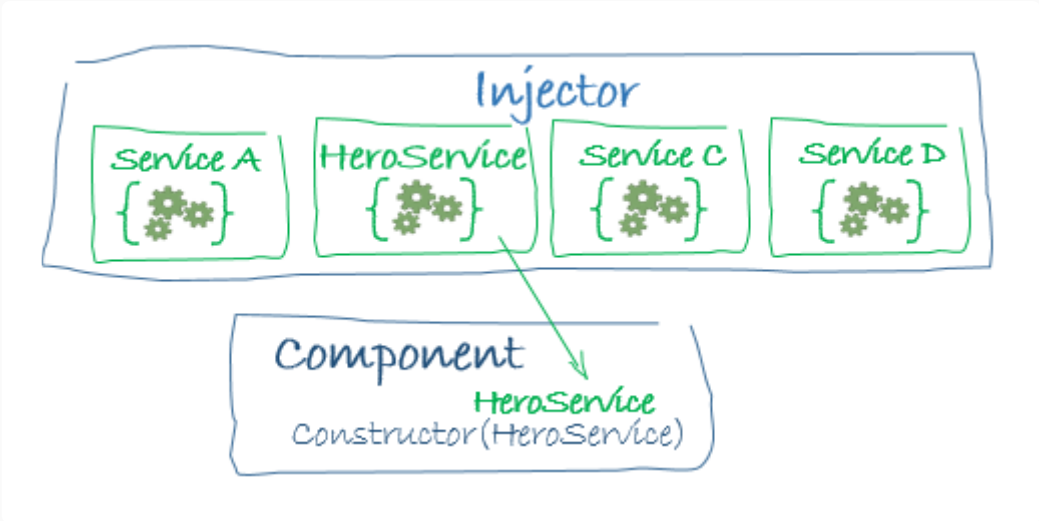 Injector
Service A HeroService Service C Service D
Component
HeroService
Constructor(HeroService)